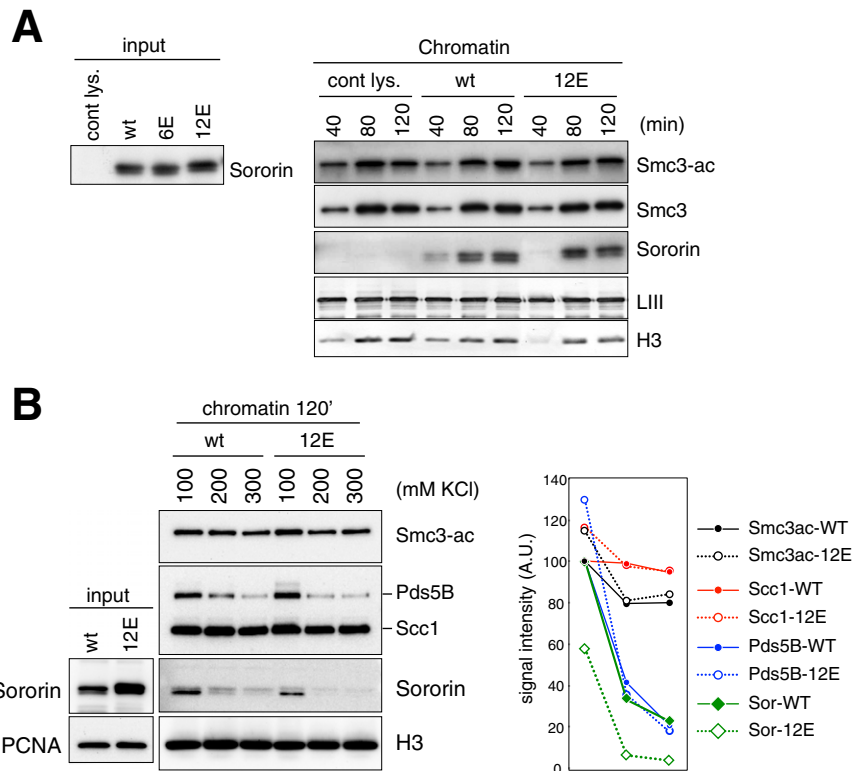 A
input
cont lys.
wt
6E
12E
Sororin
Chromatin
cont lys. wt 12E
40 80 120 40 80 120 40 80 120 (min)
Smc3-ac
Smc3
Sororin
LIII
H3
B
chromatin 120'
wt 12E
100 200 300 100 200 300 (mM KCl)
Smc3-ac
Pds5B
Scc1
input
wt 12E
Sororin
Sororin
PCNA
H3
140
120
100
80
60
40
20
0
signal intensity (A.U.)
Smc3ac-WT
Smc3ac-12E
Scc1-WT
Scc1-12E
Pds5B-WT
Pds5B-12E
Sor-WT
Sor-12E